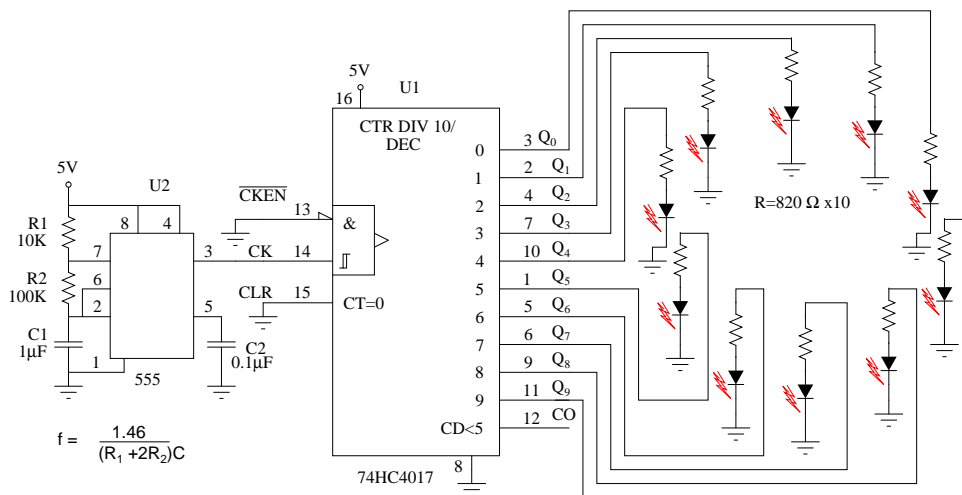 5V
U1
16
CTR DIV 10/
DEC
0
3
Q0
1
2
Q1
2
4
Q2
3
7
Q3
4
10
Q4
5
1
Q5
6
5
Q6
7
6
Q7
8
9
Q8
9
11
Q9
CD<5
12
CO
CKEN
13
&
CK
14
CLR
15
CT=0
8
74HC4017
5V
U2
8
4
R1
10K
7
3
R2
100K
6
2
5
C1
1µF
1
C2
0.1µF
555
f = 1.46
(R1 +2R2)C
R=820 Ω x10